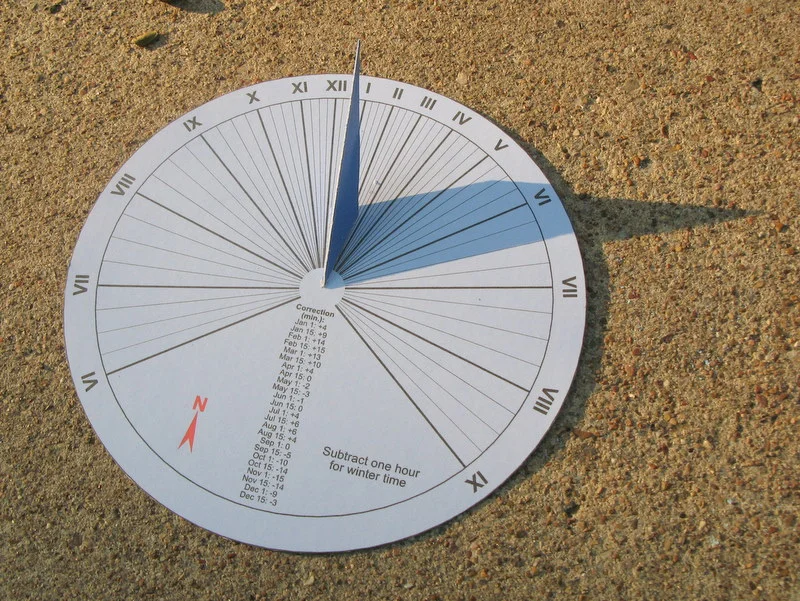 VI
VII
VIII
IX
X
XI
XII
I
II
III
IV
V
VI
VII
VIII
XI
Correction
(min.):
Jan 1: +4
Jan 15: +9
Feb 1: +14
Feb 15: +15
Mar 1: +13
Mar 15: +10
Apr 1: +4
Apr 15: 0
May 1: -2
May 15: -3
Jun 1: -1
Jun 15: 0
Jul 1: +4
Jul 15: +6
Aug 1: +6
Aug 15: +4
Sep 1: 0
Sep 15: -5
Oct 1: -10
Oct 15: -14
Nov 1: -15
Nov 15: -14
Dec 1: -9
Dec 15: -3
N
Subtract one hour
for winter time